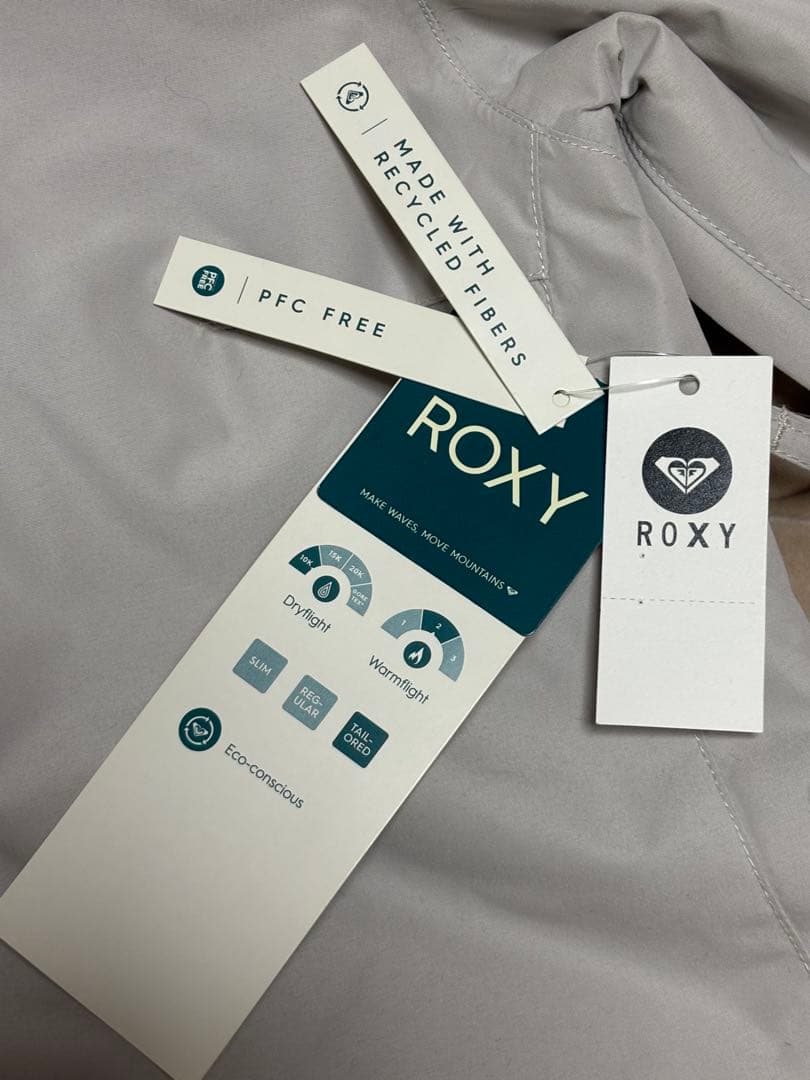 MADE WITH
RECYCLED FIBERS
PFC
FREE
PFC FREE
ROXY
MAKE WAVES, MOVE MOUNTAINS
10K
15K
20K
GORE
TEX
Dryflight
1
2
3
Warmflight
SLIM
REG-
ULAR
TAIL-
ORED
Eco-conscious
ROXY